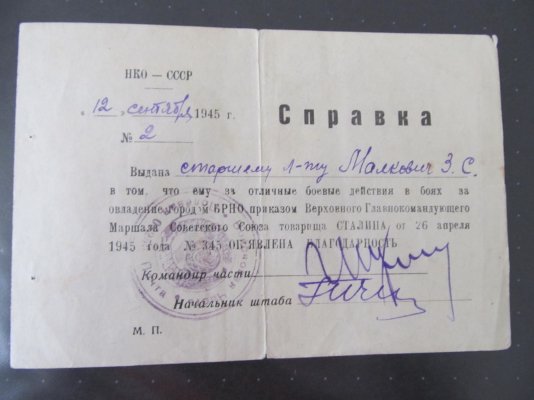 НКО — СССР
"12" сентября 1945 г.
№ 2
Справка
Выдана старшему л-ту Малкович З. С.
в том, что ему за отличные боевые действия в боях за
овладение городом БРНО приказом Верховного Главнокомандующего
Маршала Советского Союза товарища СТАЛИНА от 26 апреля
1945 года № 345 ОБ'ЯВЛЕНА БЛАГОДАРНОСТЬ
Командир части
Начальник штаба
М. П.